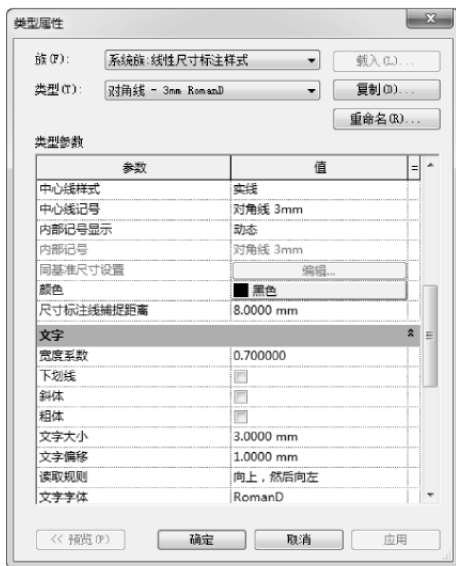 类型属性
族(F): 系统族:线性尺寸标注样式 载入(L)...
类型(T): 对角线 - 3mm RomanD 复制(D)...
重命名(R)...
类型参数
参数 值 =
中心线样式 实线
中心线记号 对角线 3mm
内部记号显示 动态
内部记号 对角线 3mm
同基准尺寸设置 编辑...
颜色 黑色
尺寸标注线捕捉距离 8.0000 mm
文字
宽度系数 0.700000
下划线
斜体
粗体
文字大小 3.0000 mm
文字偏移 1.0000 mm
读取规则 向上，然后向左
文字字体 RomanD
<< 预览(P) 确定 取消 应用